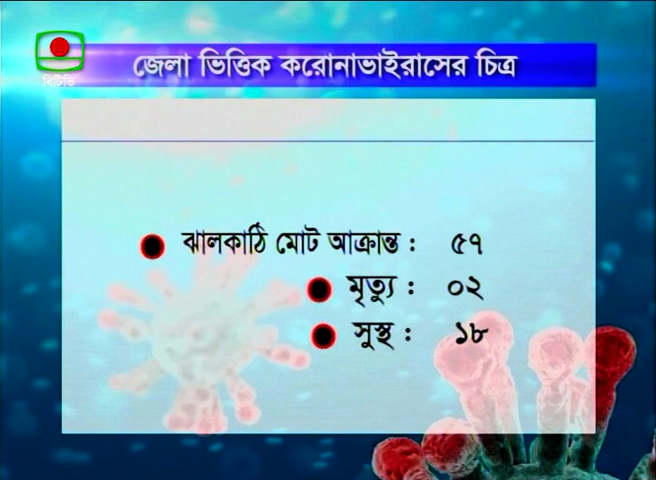 বিটিভি
জেলা ভিত্তিক করোনাভাইরাসের চিত্র
ঝালকাঠি মোট আক্রান্ত : ৫৭
মৃত্যু : ০২
সুস্থ : ১৮